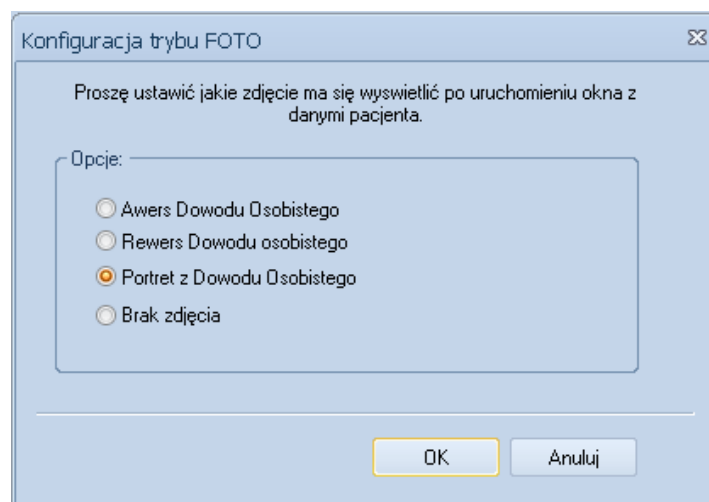 Konfiguracja trybu FOTO
Proszę ustawić jakie zdjęcie ma się wyswietlić po uruchomieniu okna z
danymi pacjenta.
Opcje:
Awers Dowodu Osobistego
Rewers Dowodu osobistego
Portret z Dowodu Osobistego
Brak zdjęcia
OK
Anuluj